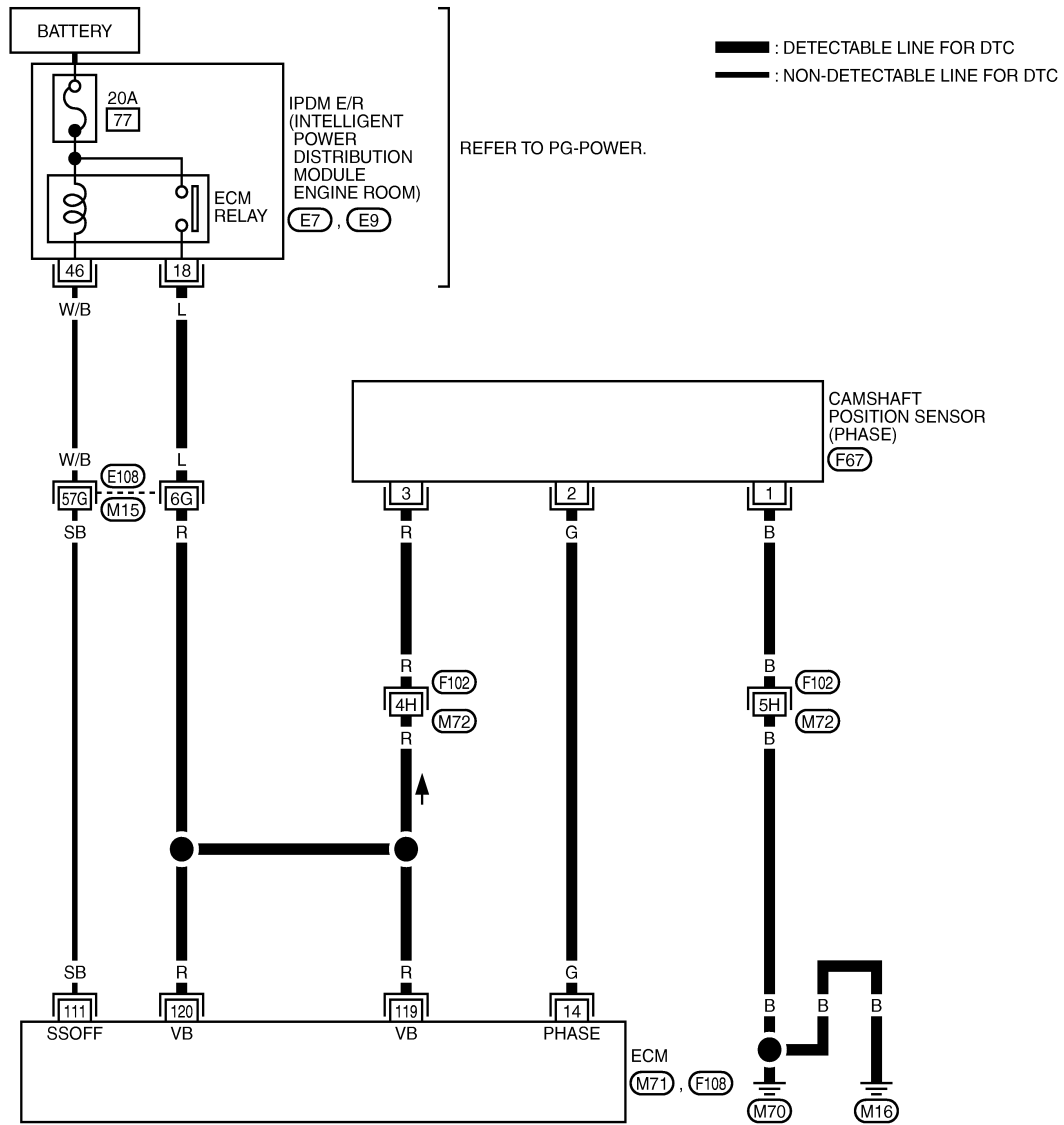 BATTERY
: DETECTABLE LINE FOR DTC
: NON-DETECTABLE LINE FOR DTC
20A
77
IPDM E/R
(INTELLIGENT
POWER
DISTRIBUTION
MODULE
ENGINE ROOM)
E7 , E9
REFER TO PG-POWER.
ECM
RELAY
46 18
W/B L
CAMSHAFT
POSITION SENSOR
(PHASE)
F67
W/B L
E108
57G 6G
M15
3 2 1
SB R R G B
R B
F102 F102
4H 5H
M72 M72
R B
SB R R G B B B
111 120 119 14
SSOFF VB VB PHASE
ECM
M71 , F108
M70 M16